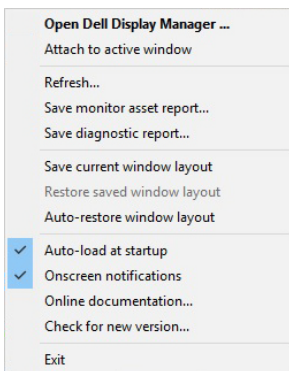 Open Dell Display Manager ...
Attach to active window
Refresh...
Save monitor asset report...
Save diagnostic report...
Save current window layout
Restore saved window layout
Auto-restore window layout
Auto-load at startup
Onscreen notifications
Online documentation...
Check for new version...
Exit